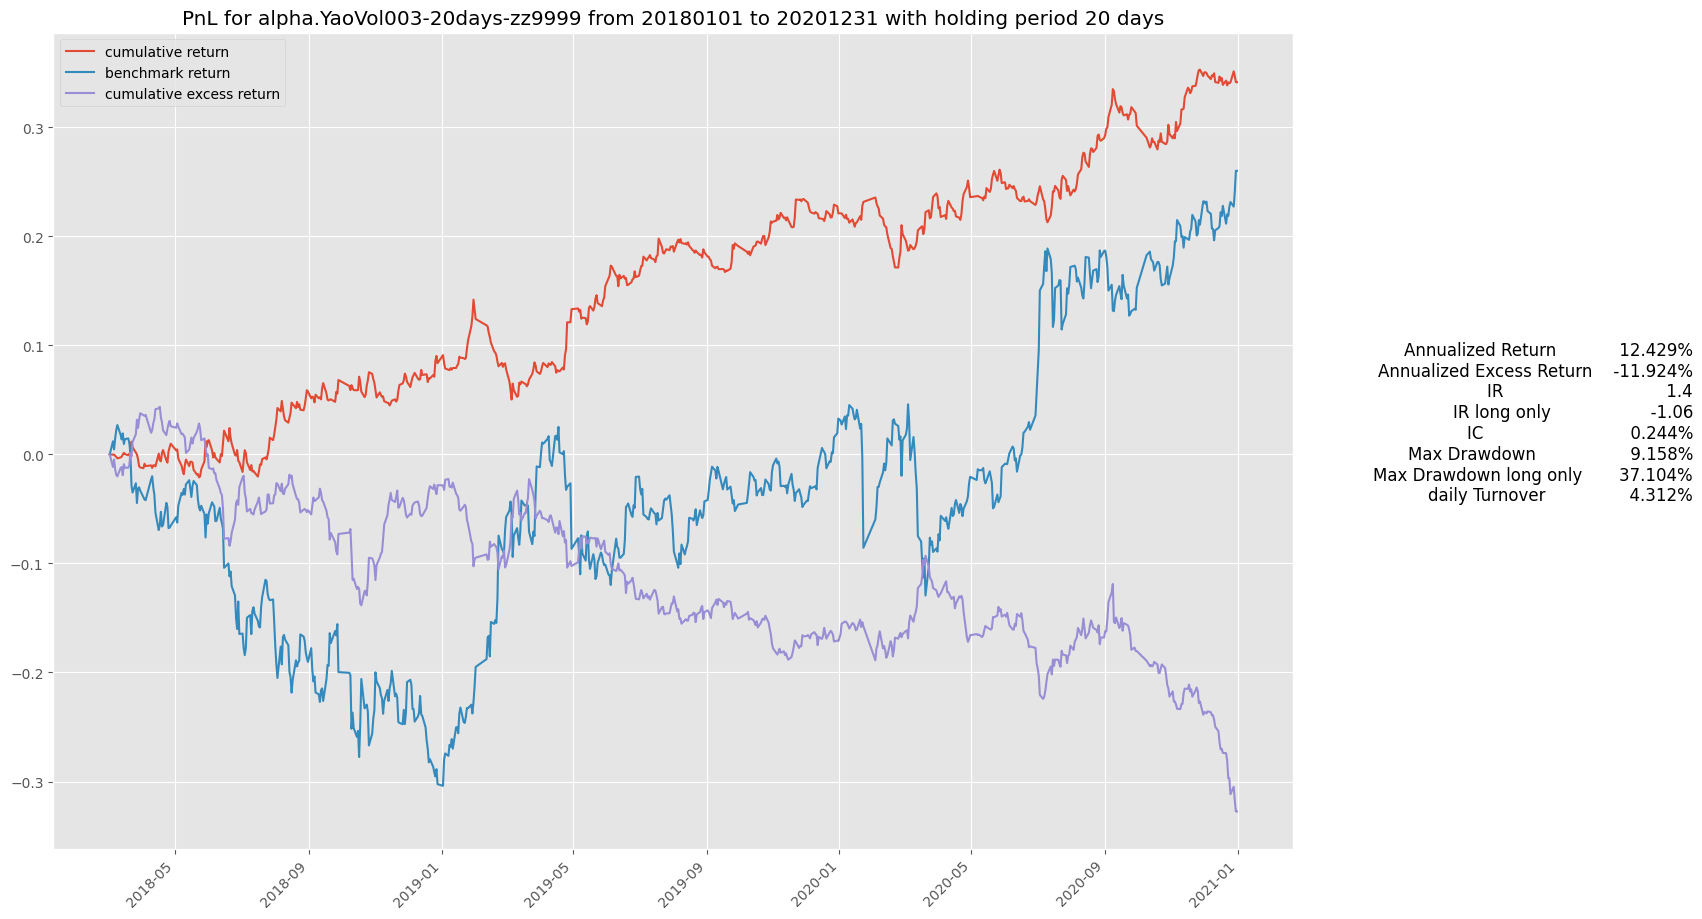 PnL for alpha.YaoVol003-20days-zz9999 from 20180101 to 20201231 with holding period 20 days
cumulative return
benchmark return
cumulative excess return
0.3
0.2
0.1
0.0
−0.1
−0.2
−0.3
2018-05
2018-09
2019-01
2019-05
2019-09
2020-01
2020-05
2020-09
2021-01
Annualized Return 12.429%
Annualized Excess Return -11.924%
IR 1.4
IR long only -1.06
IC 0.244%
Max Drawdown 9.158%
Max Drawdown long only 37.104%
daily Turnover 4.312%